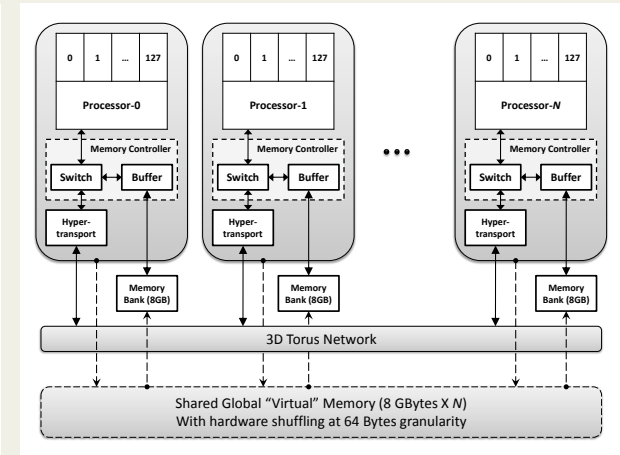 0 1 ... 127
Processor-0
Memory Controller
Switch
Buffer
Hyper-
transport
Memory
Bank (8GB)
0 1 ... 127
Processor-1
Memory Controller
Switch
Buffer
Hyper-
transport
Memory
Bank (8GB)
...
0 1 ... 127
Processor-N
Memory Controller
Switch
Buffer
Hyper-
transport
Memory
Bank (8GB)
3D Torus Network
Shared Global “Virtual” Memory (8 GBytes X N)
With hardware shuffling at 64 Bytes granularity